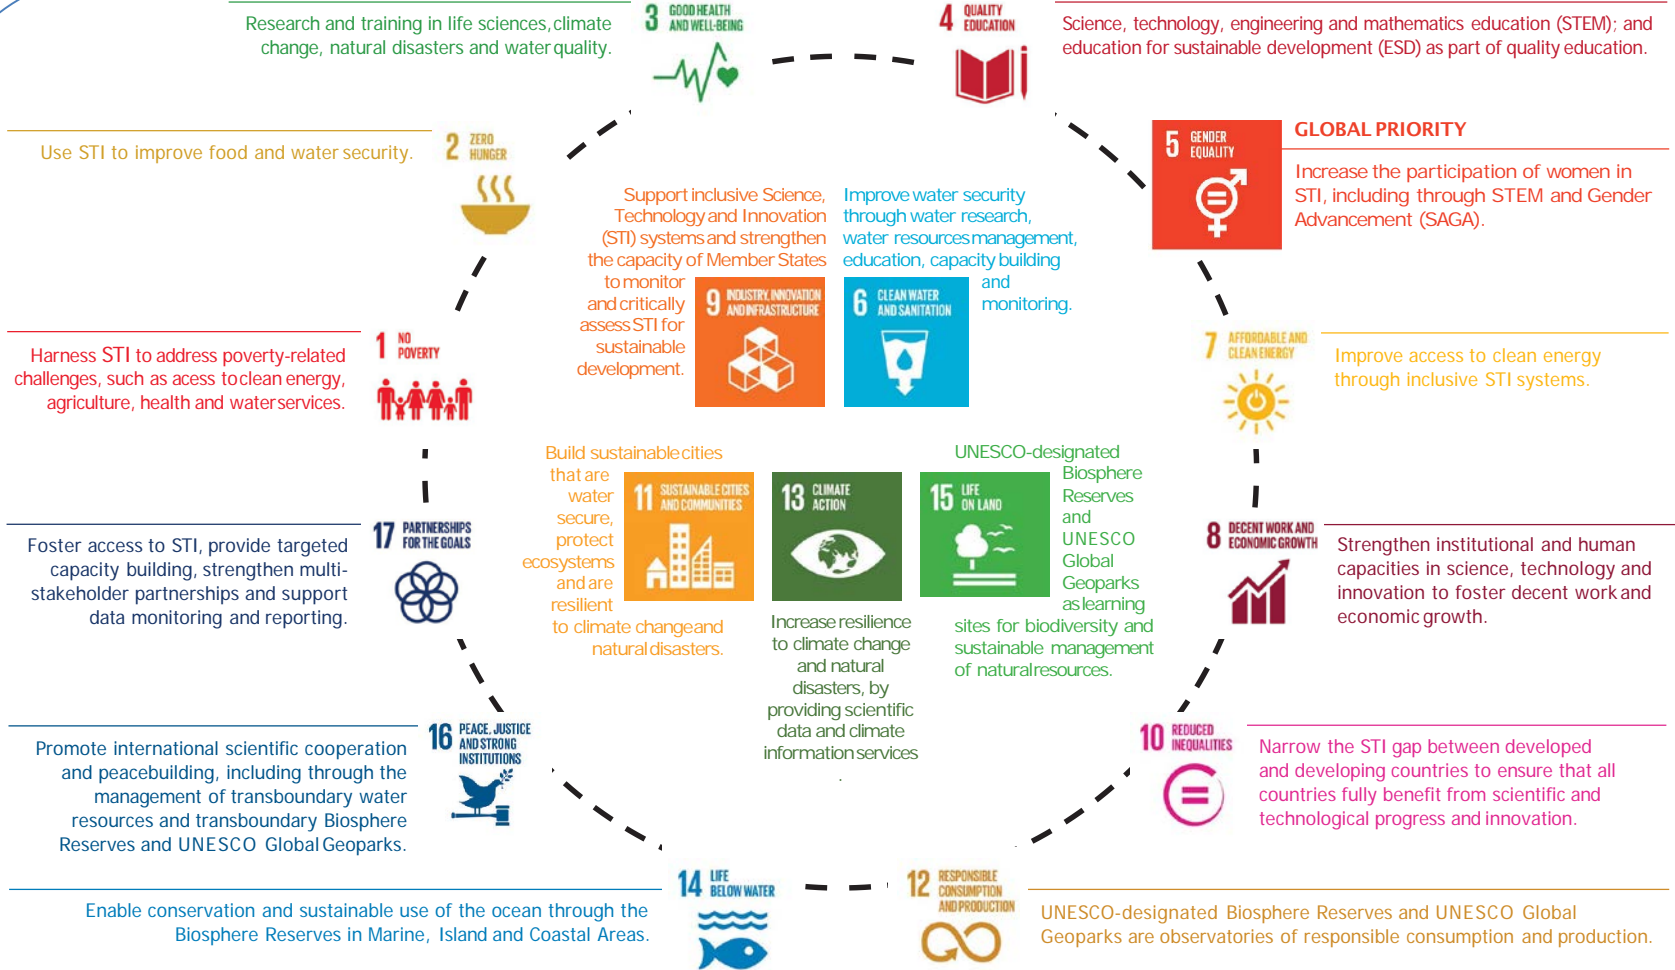 Research and training in life sciences, climate
change, natural disasters and water quality.
3 GOOD HEALTH
AND WELL-BEING
4 QUALITY
EDUCATION
Science, technology, engineering and mathematics education (STEM); and
education for sustainable development (ESD) as part of quality education.
Use STI to improve food and water security.
2 ZERO
HUNGER
5 GENDER
EQUALITY
GLOBAL PRIORITY
Increase the participation of women in
STI, including through STEM and Gender
Advancement (SAGA).
Support inclusive Science,
Technology and Innovation
(STI) systems and strengthen
the capacity of Member States
to monitor
and critically
assess STI for
sustainable
development.
9 INDUSTRY, INNOVATION
AND INFRASTRUCTURE
Improve water security
through water research,
water resources management,
education, capacity building
and
monitoring.
6 CLEAN WATER
AND SANITATION
Harness STI to address poverty-related
challenges, such as acess to clean energy,
agriculture, health and water services.
1 NO
POVERTY
7 AFFORDABLE AND
CLEAN ENERGY
Improve access to clean energy
through inclusive STI systems.
Build sustainable cities
that are
water
secure,
protect
ecosystems
and are
resilient
to climate change and
natural disasters.
11 SUSTAINABLE CITIES
AND COMMUNITIES
13 CLIMATE
ACTION
Increase resilience
to climate change
and natural
disasters, by
providing scientific
data and climate
information services
.
15 LIFE
ON LAND
UNESCO-designated
Biosphere
Reserves
and
UNESCO
Global
Geoparks
as learning
sites for biodiversity and
sustainable management
of natural resources.
Foster access to STI, provide targeted
capacity building, strengthen multi-
stakeholder partnerships and support
data monitoring and reporting.
17 PARTNERSHIPS
FOR THE GOALS
8 DECENT WORK AND
ECONOMIC GROWTH
Strengthen institutional and human
capacities in science, technology and
innovation to foster decent work and
economic growth.
Promote international scientific cooperation
and peacebuilding, including through the
management of transboundary water
resources and transboundary Biosphere
Reserves and UNESCO Global Geoparks.
16 PEACE, JUSTICE
AND STRONG
INSTITUTIONS
10 REDUCED
INEQUALITIES
Narrow the STI gap between developed
and developing countries to ensure that all
countries fully benefit from scientific and
technological progress and innovation.
Enable conservation and sustainable use of the ocean through the
Biosphere Reserves in Marine, Island and Coastal Areas.
14 LIFE
BELOW WATER
12 RESPONSIBLE
CONSUMPTION
AND PRODUCTION
UNESCO-designated Biosphere Reserves and UNESCO Global
Geoparks are observatories of responsible consumption and production.